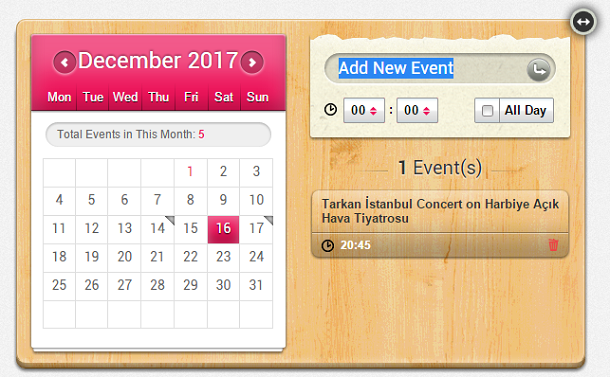 December 2017
Mon Tue Wed Thu Fri Sat Sun
Total Events in This Month: 5
1 2 3
4 5 6 7 8 9 10
11 12 13 14 15 16 17
18 19 20 21 22 23 24
25 26 27 28 29 30 31
Add New Event
00 : 00 All Day
1 Event(s)
Tarkan İstanbul Concert on Harbiye Açık
Hava Tiyatrosu
20:45